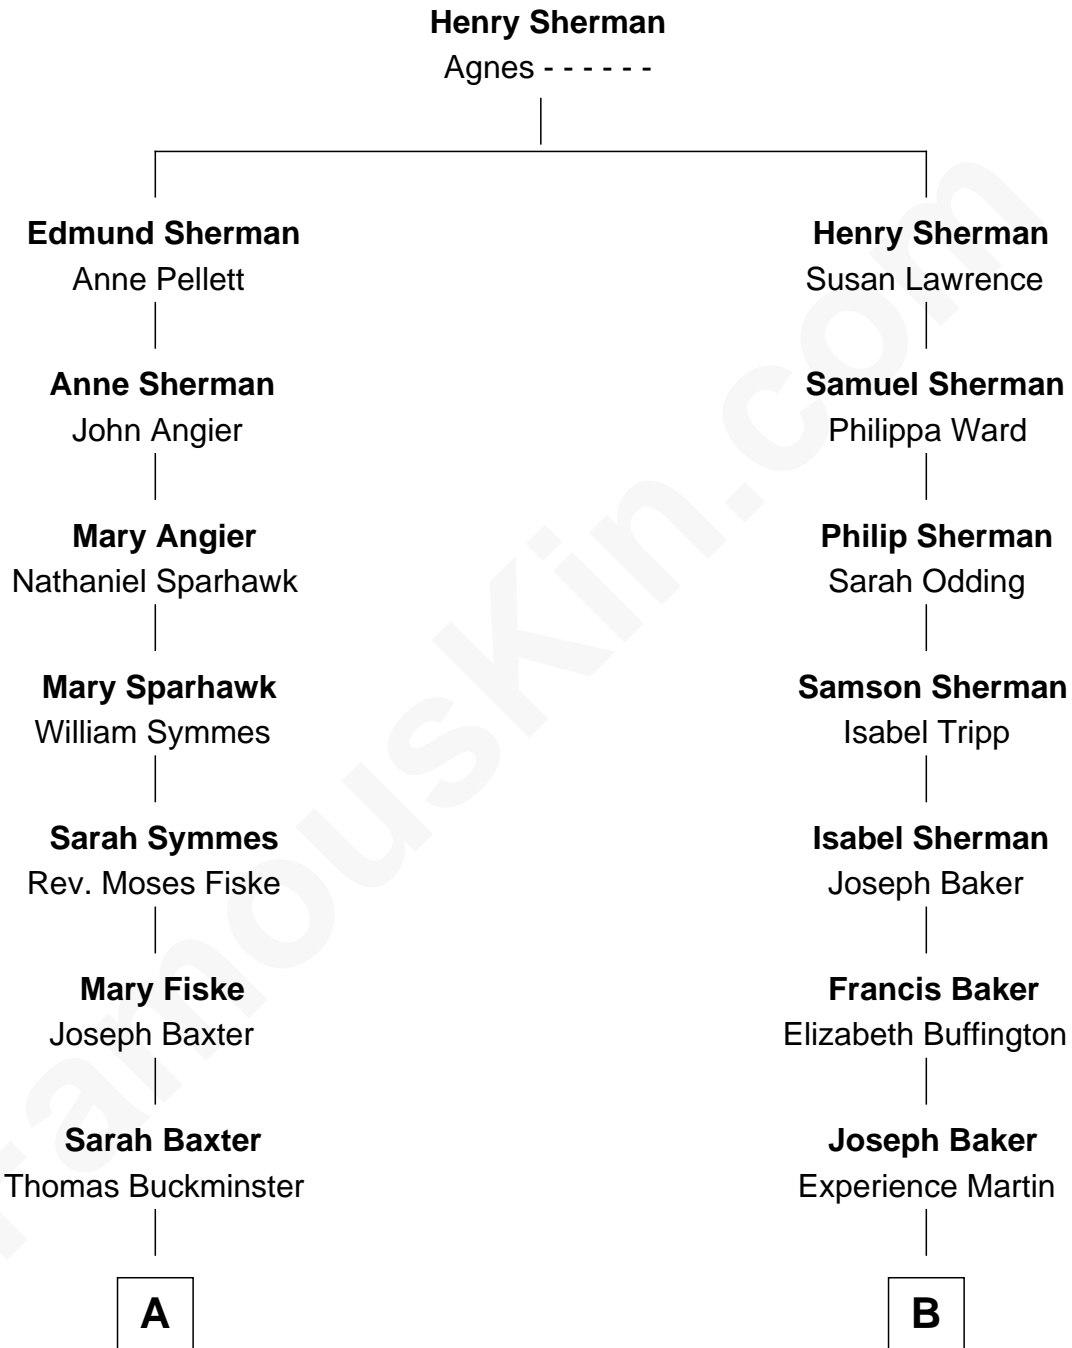 Henry Sherman
Agnes - - - - - -
Edmund Sherman
Anne Pellett
Henry Sherman
Susan Lawrence
Anne Sherman
John Angier
Samuel Sherman
Philippa Ward
Mary Angier
Nathaniel Sparhawk
Philip Sherman
Sarah Odding
Mary Sparhawk
William Symmes
Samson Sherman
Isabel Tripp
Sarah Symmes
Rev. Moses Fiske
Isabel Sherman
Joseph Baker
Mary Fiske
Joseph Baxter
Francis Baker
Elizabeth Buffington
Sarah Baxter
Thomas Buckminster
Joseph Baker
Experience Martin
A
B
famouskin.com